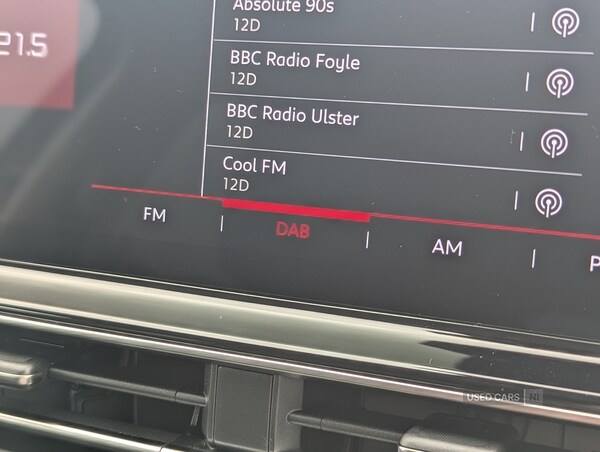 Absolute 90s
12D
21.5
BBC Radio Foyle
12D
BBC Radio Ulster
12D
Cool FM
12D
FM | DAB | AM | P
USED CARS NI